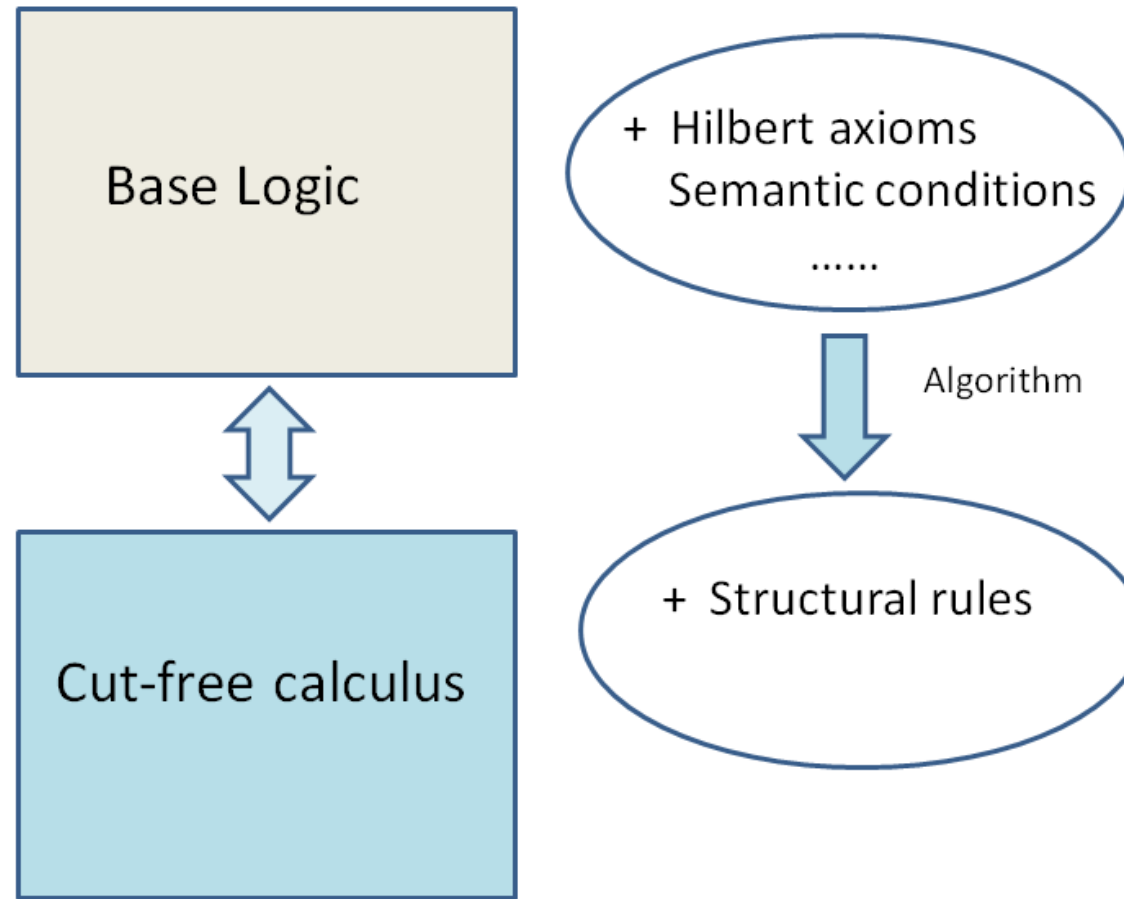 Base Logic
+ Hilbert axioms
Semantic conditions
......
Algorithm
Cut-free calculus
+ Structural rules